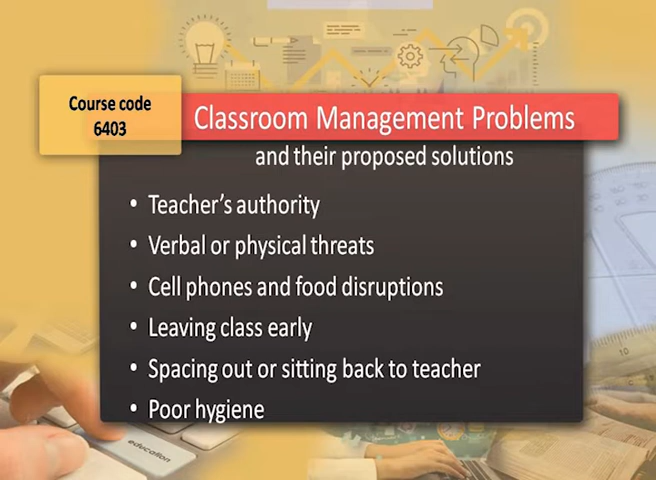 Course code
6403
Classroom Management Problems
and their proposed solutions
• Teacher's authority
• Verbal or physical threats
• Cell phones and food disruptions
• Leaving class early
• Spacing out or sitting back to teacher
• Poor hygiene
education
10